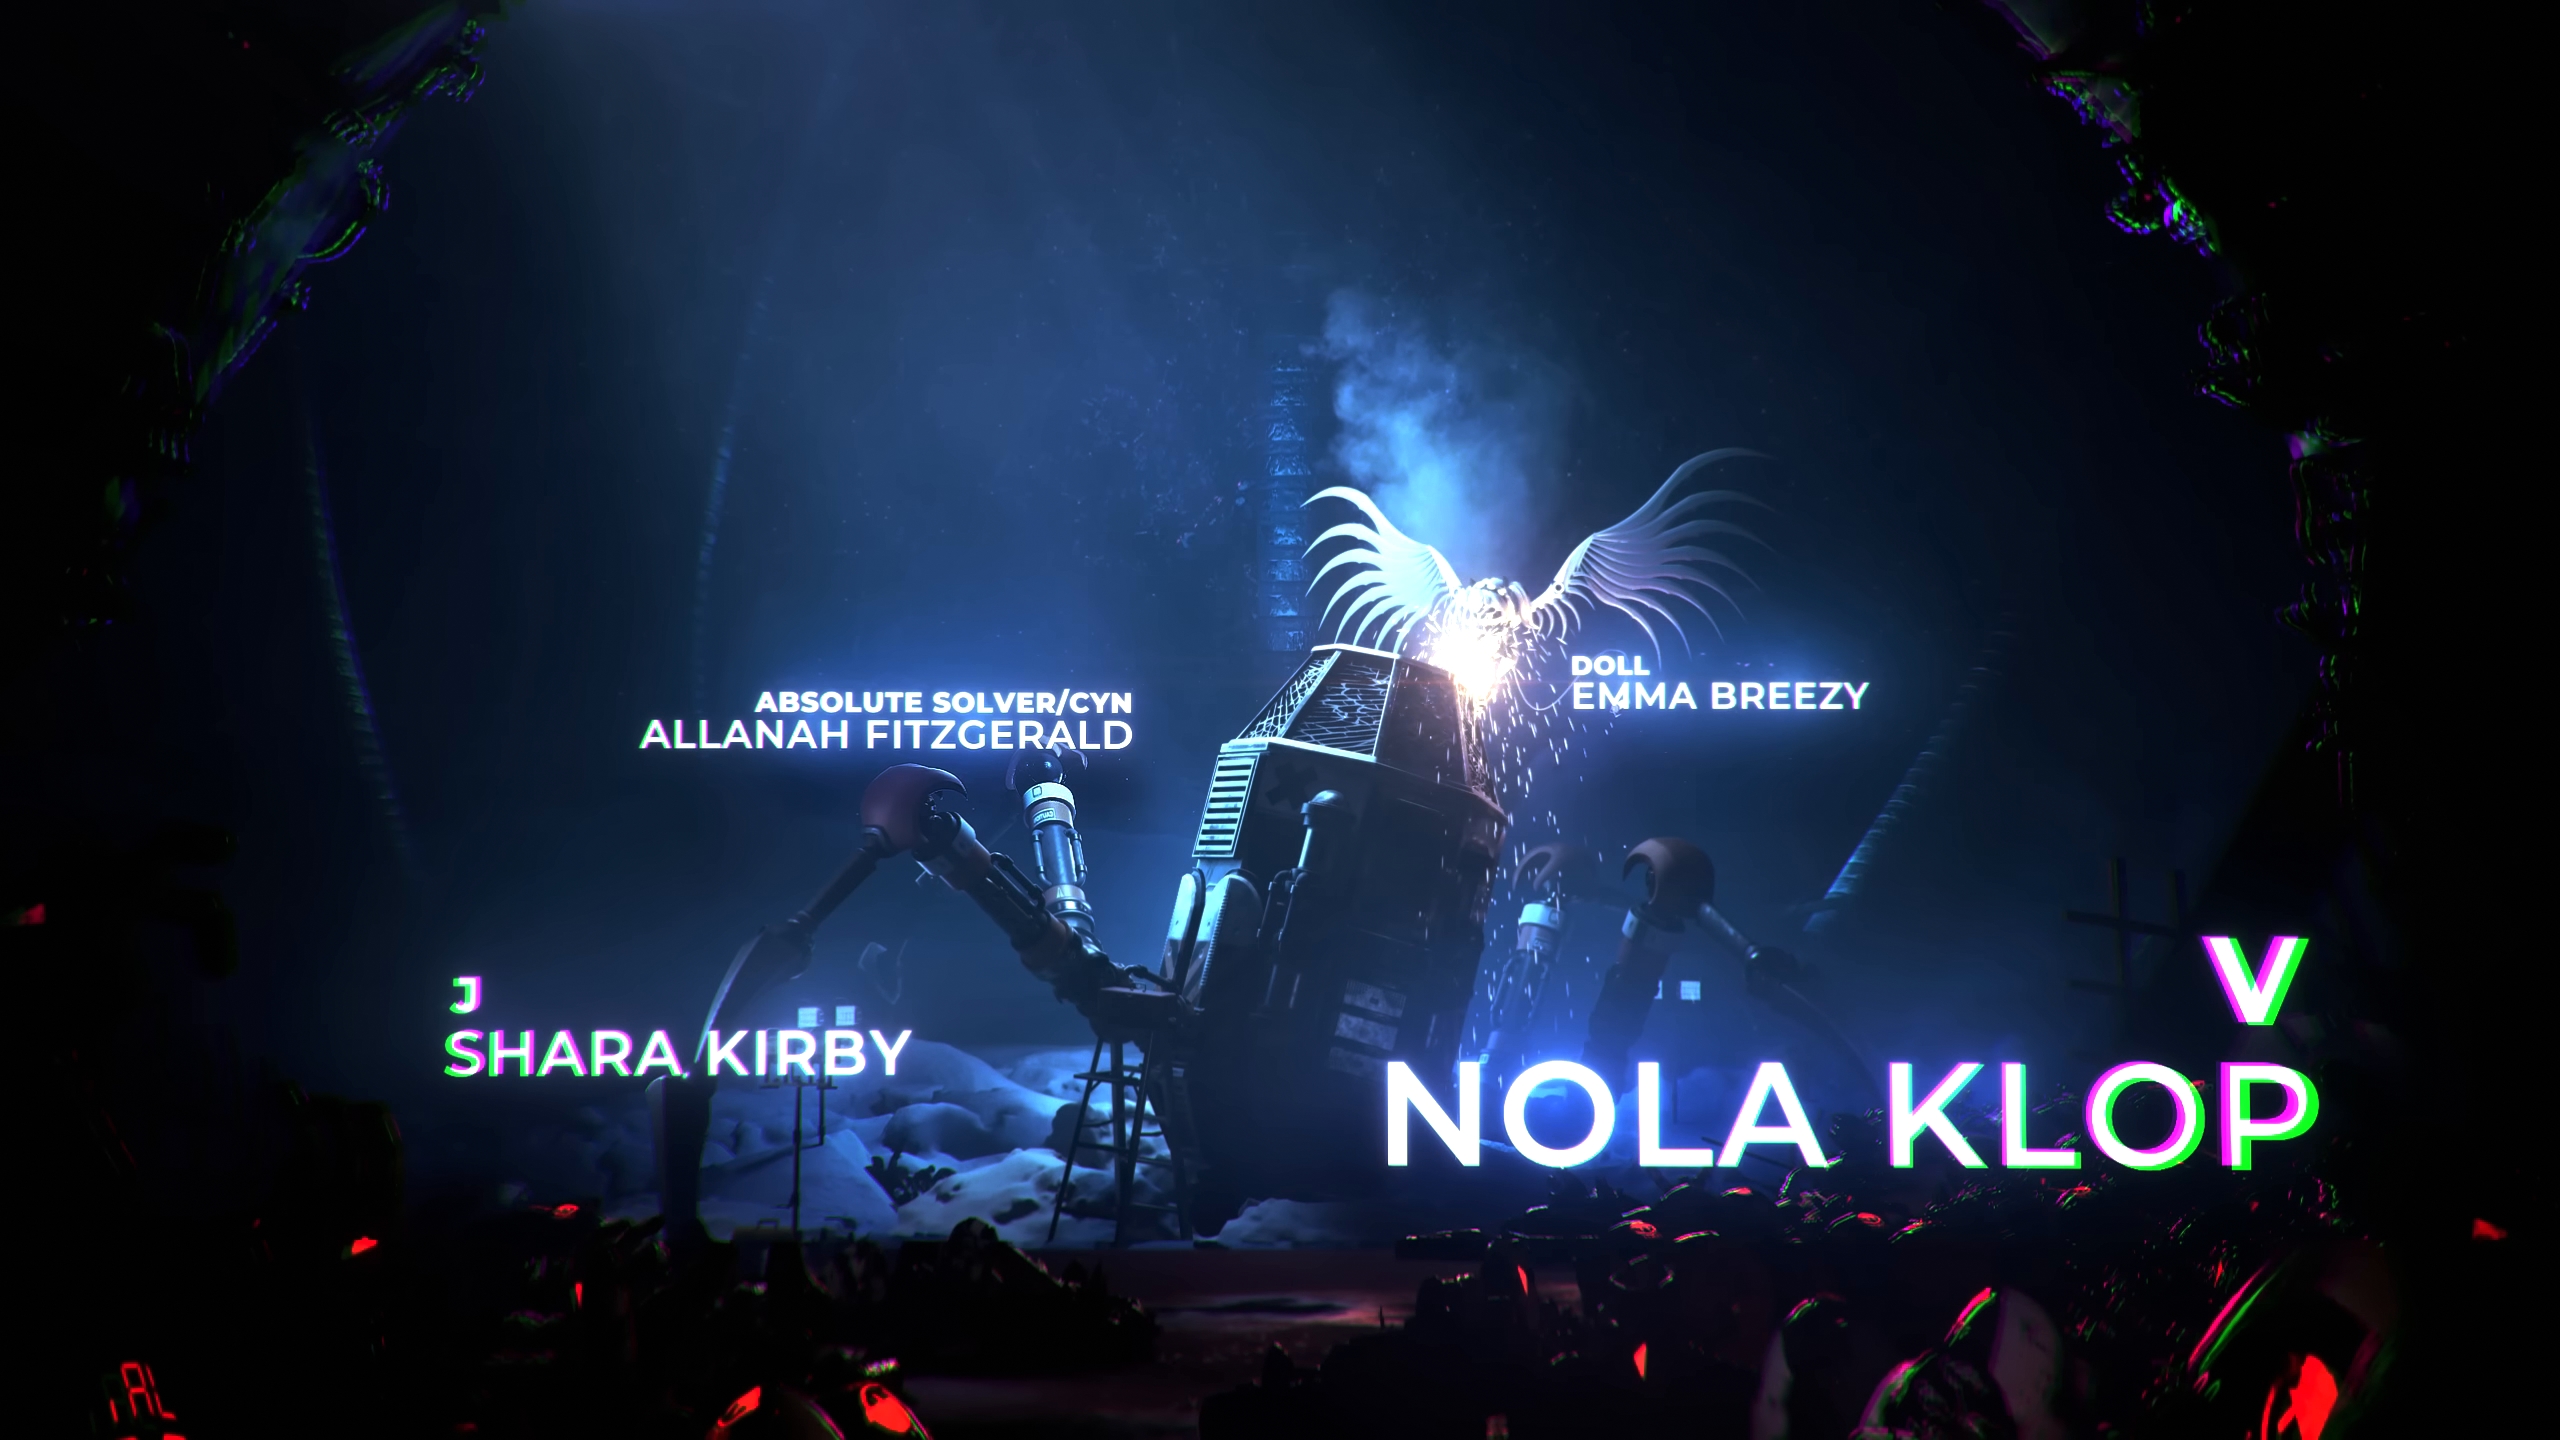 DOLL
EMMA BREEZY
ABSOLUTE SOLVER/CYN
ALLANAH FITZGERALD
J
SHARA KIRBY
V
NOLA KLOP